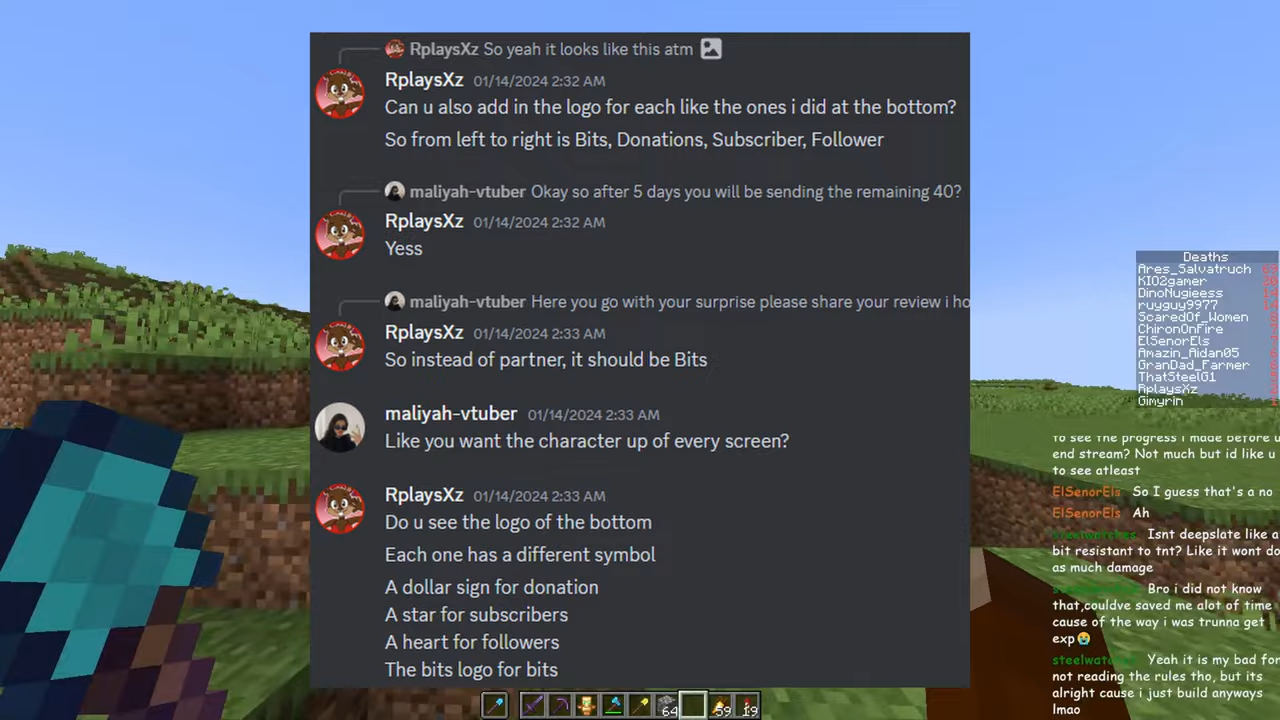 RplaysXz So yeah it looks like this atm
RplaysXz 01/14/2024 2:32 AM
Can u also add in the logo for each like the ones i did at the bottom?
So from left to right is Bits, Donations, Subscriber, Follower
maliyah-vtuber Okay so after 5 days you will be sending the remaining 40?
RplaysXz 01/14/2024 2:32 AM
Yess
maliyah-vtuber Here you go with your surprise please share your review i ho
RplaysXz 01/14/2024 2:33 AM
So instead of partner, it should be Bits
maliyah-vtuber 01/14/2024 2:33 AM
Like you want the character up of every screen?
RplaysXz 01/14/2024 2:33 AM
Do u see the logo of the bottom
Each one has a different symbol
A dollar sign for donation
A star for subscribers
A heart for followers
The bits logo for bits
Deaths
Ares_Salvatruch
KIO2gamer
DinoNugieess
ruyguy9977
ScaredOf_Women
ChironOnFire
ElSenorEls
Amazin_Aidan05
GranDad_Farmer
ThatSteelG1
RplaysXz
Gimyrin
to see the progress i made before u
end stream? Not much but id like u
to see atleast
ElSenorEls So I guess that's a no
ElSenorEls Ah
Isnt deepslate like a
bit resistant to tnt? Like it wont do
as much damage
Bro i did not know
that,couldve saved me alot of time
cause of the way i was trunna get
exp😭
Yeah it is my bad for
not reading the rules tho, but its
alright cause i just build anyways
lmao
64 59 19